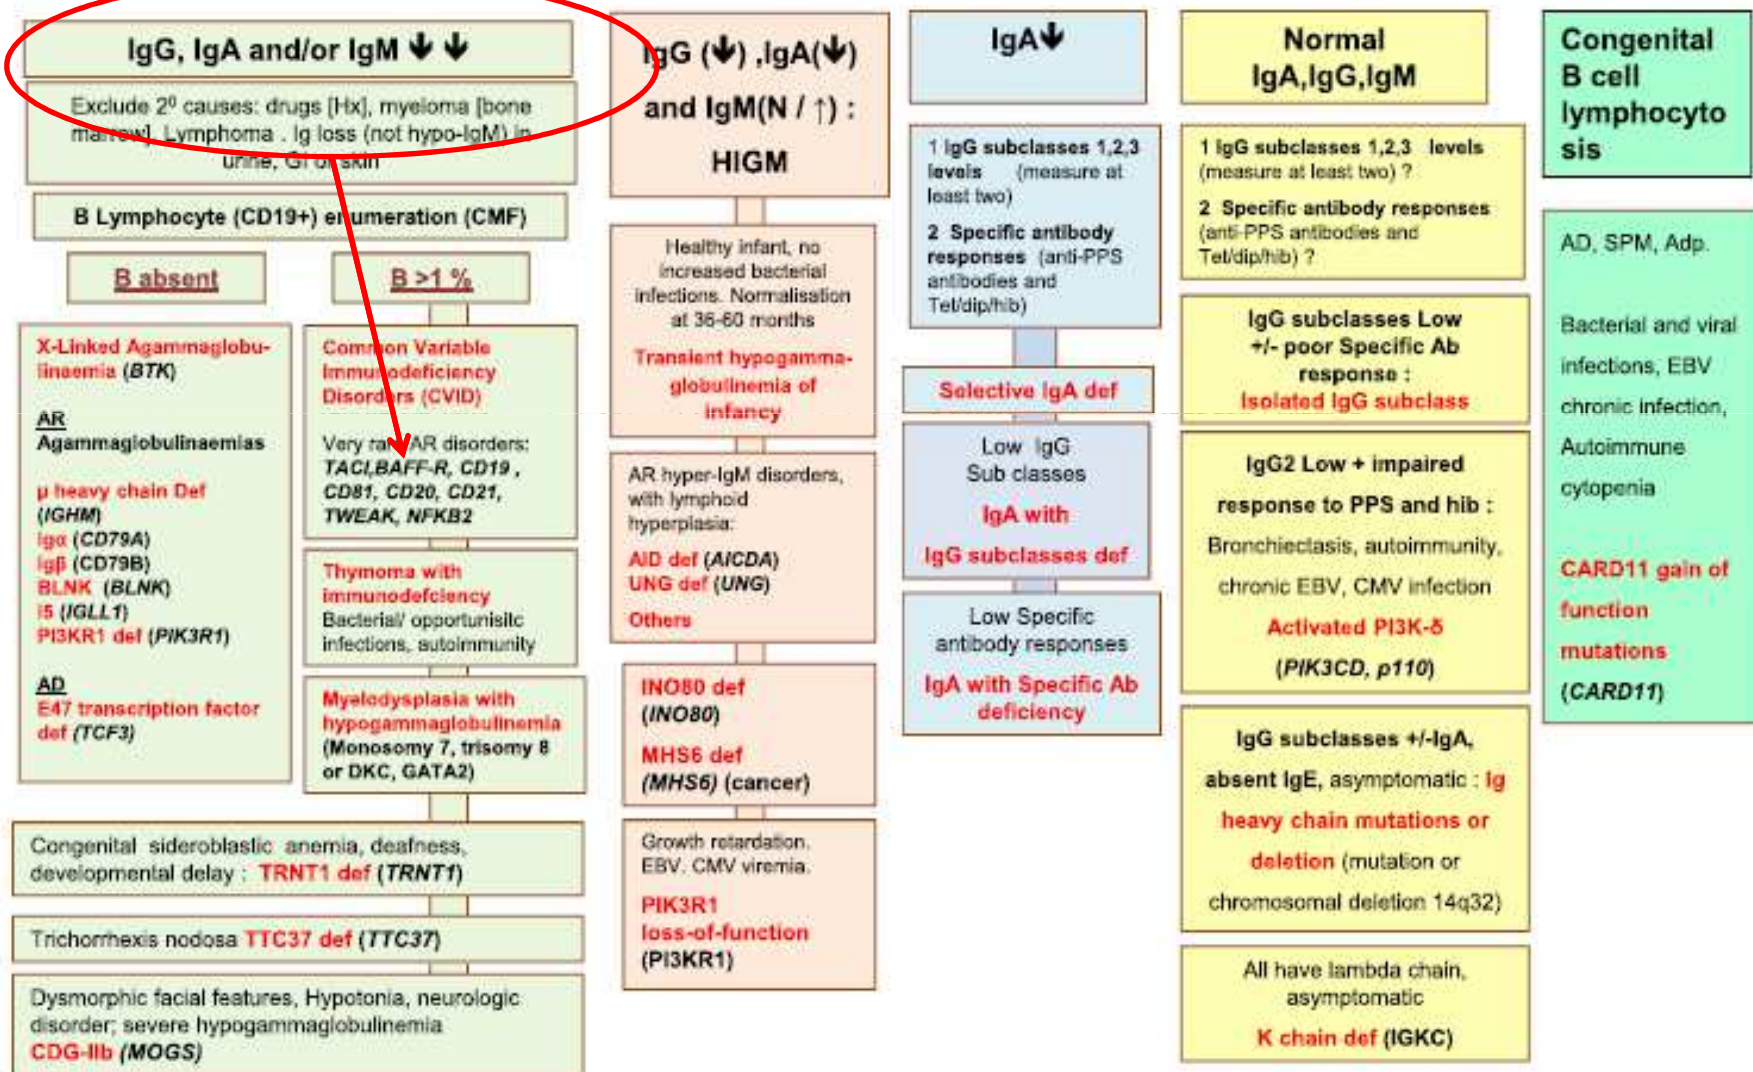 IgG, IgA and/or IgM ↓ ↓
Exclude 2⁰ causes: drugs [Hx], myeloma [bone
marrow], Lymphoma . Ig loss (not hypo-IgM) in
urine, GI or skin
B Lymphocyte (CD19+) enumeration (CMF)
B absent
X-Linked Agammaglobu-
linaemia (BTK)
AR
Agammaglobulinaemias
µ heavy chain Def
(IGHM)
Igα (CD79A)
Igβ (CD79B)
BLNK (BLNK)
l5 (IGLL1)
PI3KR1 def (PIK3R1)
AD
E47 transcription factor
def (TCF3)
B >1 %
Common Variable
Immunodeficiency
Disorders (CVID)
Very rare AR disorders:
TACI,BAFF-R, CD19 ,
CD81, CD20, CD21,
TWEAK, NFKB2
Thymoma with
immunodefciency
Bacterial/ opportunisitc
infections, autoimmunity
Myelodysplasia with
hypogammaglobulinemia
(Monosomy 7, trisomy 8
or DKC, GATA2)
Congenital sideroblastic anemia, deafness,
developmental delay : TRNT1 def (TRNT1)
Trichorrhexis nodosa TTC37 def (TTC37)
Dysmorphic facial features, Hypotonia, neurologic
disorder; severe hypogammaglobulinemia
CDG-IIb (MOGS)
IgG (↓) ,IgA(↓)
and IgM(N / ↑) :
HIGM
Healthy infant, no
increased bacterial
infections. Normalisation
at 36-60 months
Transient hypogamma-
globulinemia of
infancy
AR hyper-IgM disorders,
with lymphoid
hyperplasia:
AID def (AICDA)
UNG def (UNG)
Others
INO80 def
(INO80)
MHS6 def
(MHS6) (cancer)
Growth retardation.
EBV. CMV viremia.
PIK3R1
loss-of-function
(PI3KR1)
IgA↓
1 IgG subclasses 1,2,3
levels (measure at
least two)
2 Specific antibody
responses (anti-PPS
antibodies and
Tet/dip/hib)
Selective IgA def
Low IgG
Sub classes
IgA with
IgG subclasses def
Low Specific
antibody responses
IgA with Specific Ab
deficiency
Normal
IgA,IgG,IgM
1 IgG subclasses 1,2,3 levels
(measure at least two) ?
2 Specific antibody responses
(anti-PPS antibodies and
Tet/dip/hib) ?
IgG subclasses Low
+/- poor Specific Ab
response :
Isolated IgG subclass
IgG2 Low + impaired
response to PPS and hib :
Bronchiectasis, autoimmunity,
chronic EBV, CMV infection
Activated PI3K-δ
(PIK3CD, p110)
IgG subclasses +/-IgA,
absent IgE, asymptomatic : Ig
heavy chain mutations or
deletion (mutation or
chromosomal deletion 14q32)
All have lambda chain,
asymptomatic
K chain def (IGKC)
Congenital
B cell
lymphocyto
sis
AD, SPM, Adp.
Bacterial and viral
infections, EBV
chronic infection,
Autoimmune
cytopenia
CARD11 gain of
function
mutations
(CARD11)